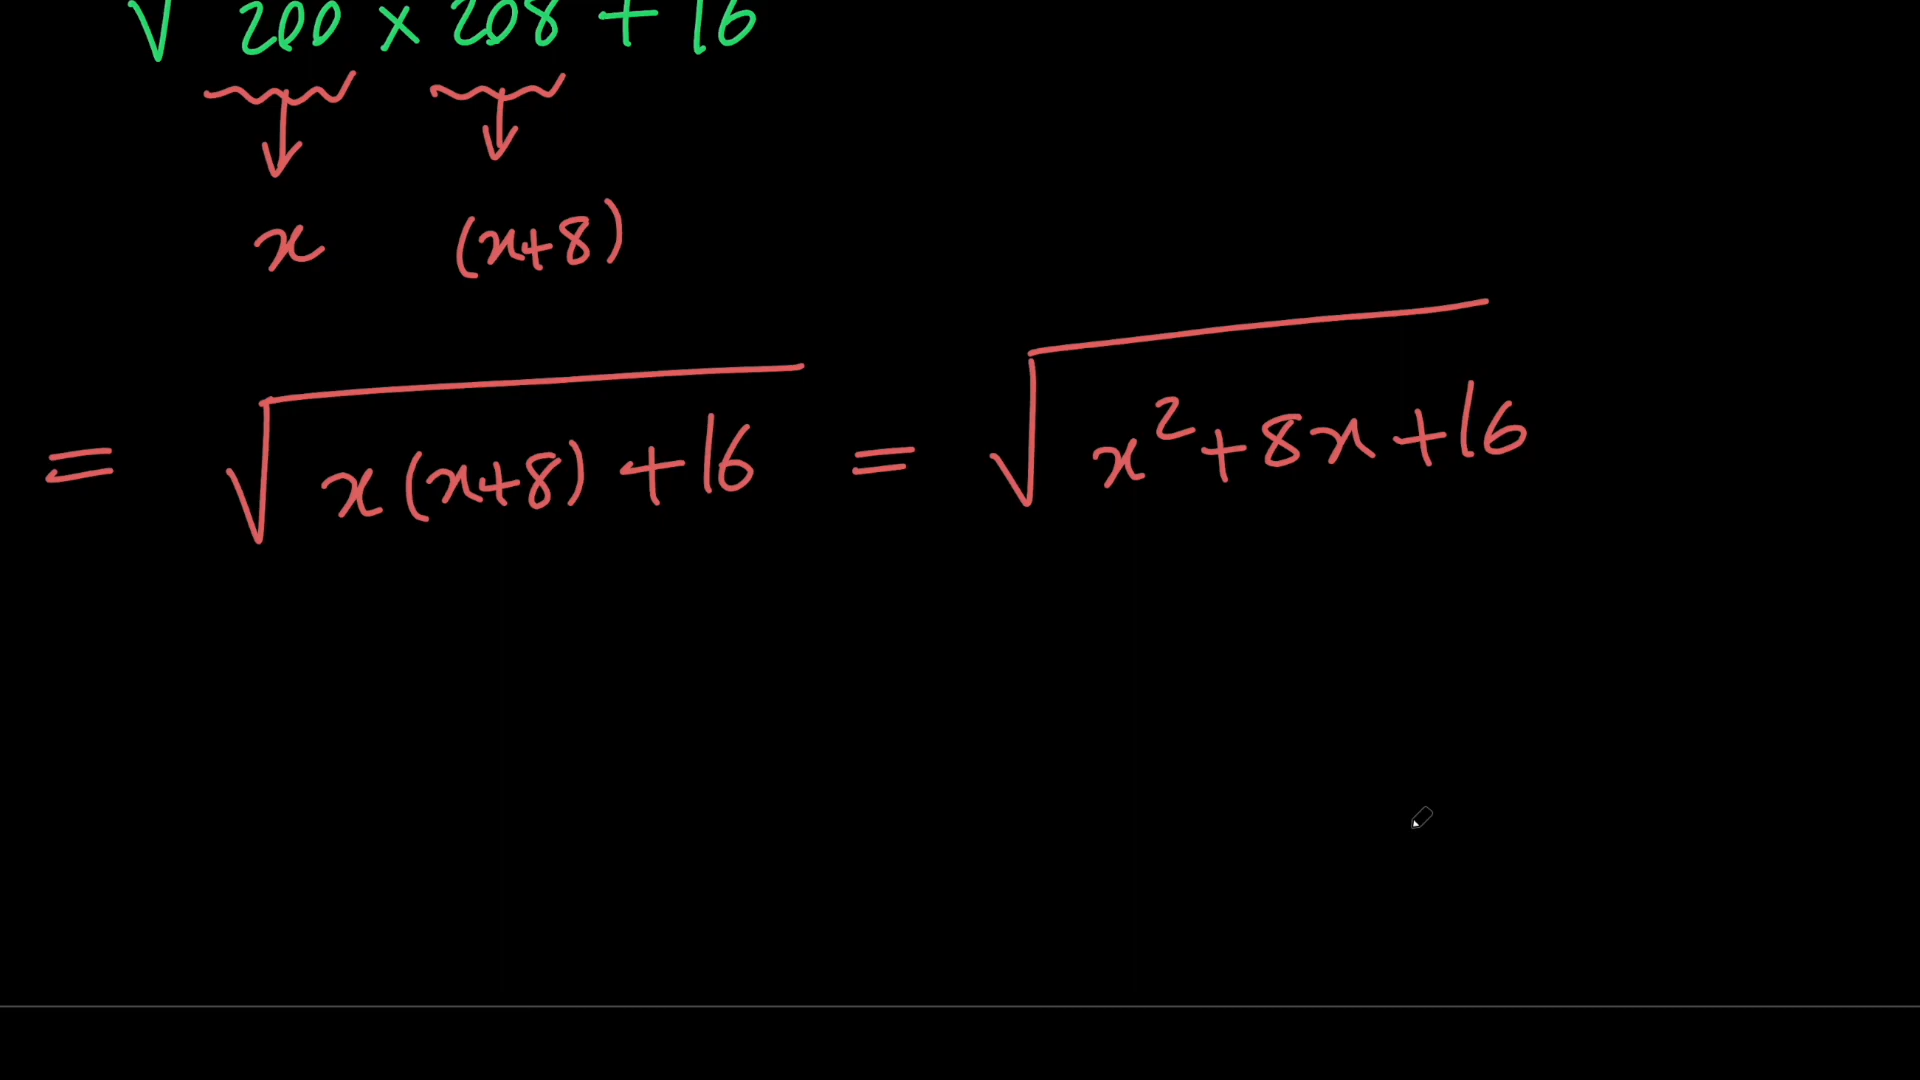 √200 × 208 + 16
x (x+8)
= √x(x+8) + 16 = √x² + 8x + 16